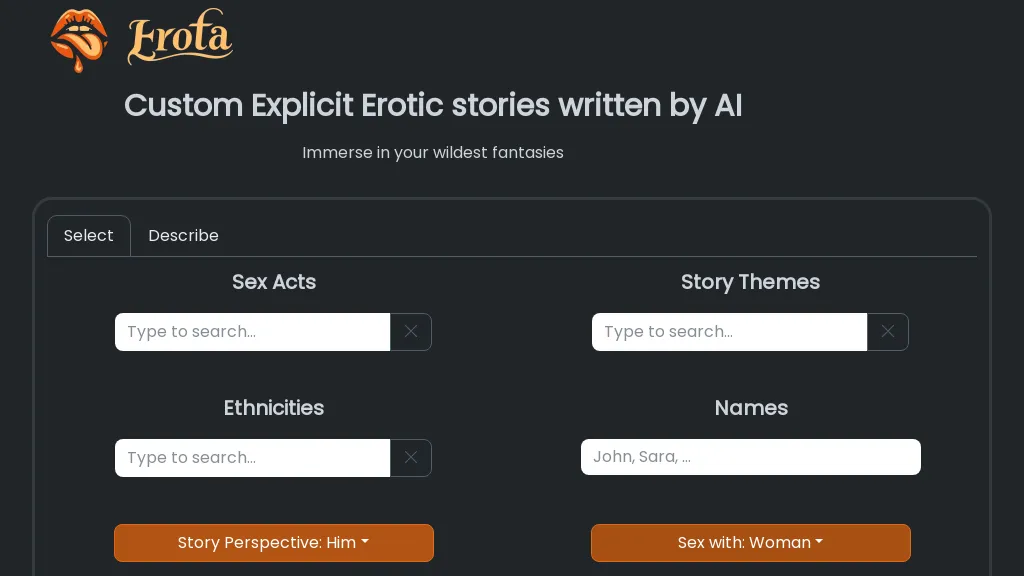 Erofa
Custom Explicit Erotic stories written by AI
Immerse in your wildest fantasies
Select Describe
Sex Acts Story Themes
Type to search... Type to search...
Ethnicities Names
Type to search... John, Sara, ...
Story Perspective: Him Sex with: Woman